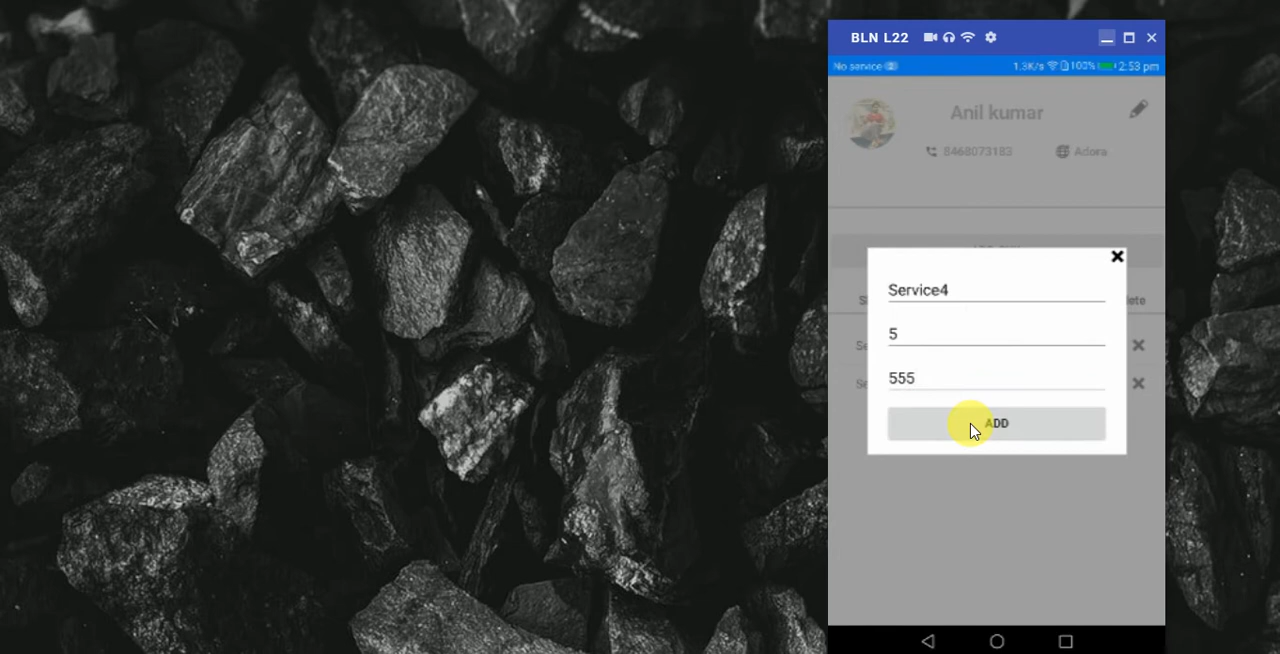 BLN L22
No service 1.3K/s 100% 2:53 pm
Anil kumar
8468073183 Adora
Service4
5
555
ADD